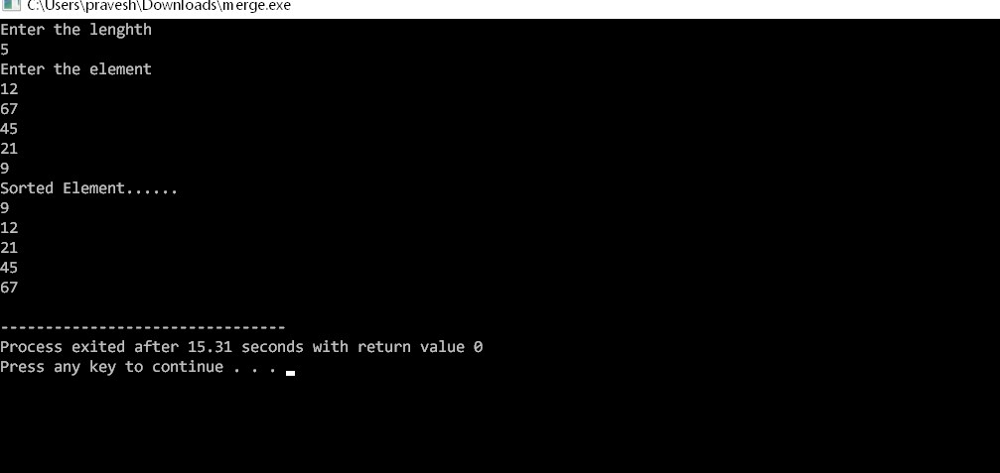 C:\Users\pravesh\Downloads\merge.exe
Enter the lenghth
5
Enter the element
12
67
45
21
9
Sorted Element......
9
12
21
45
67
--------------------------------
Process exited after 15.31 seconds with return value 0
Press any key to continue . . .